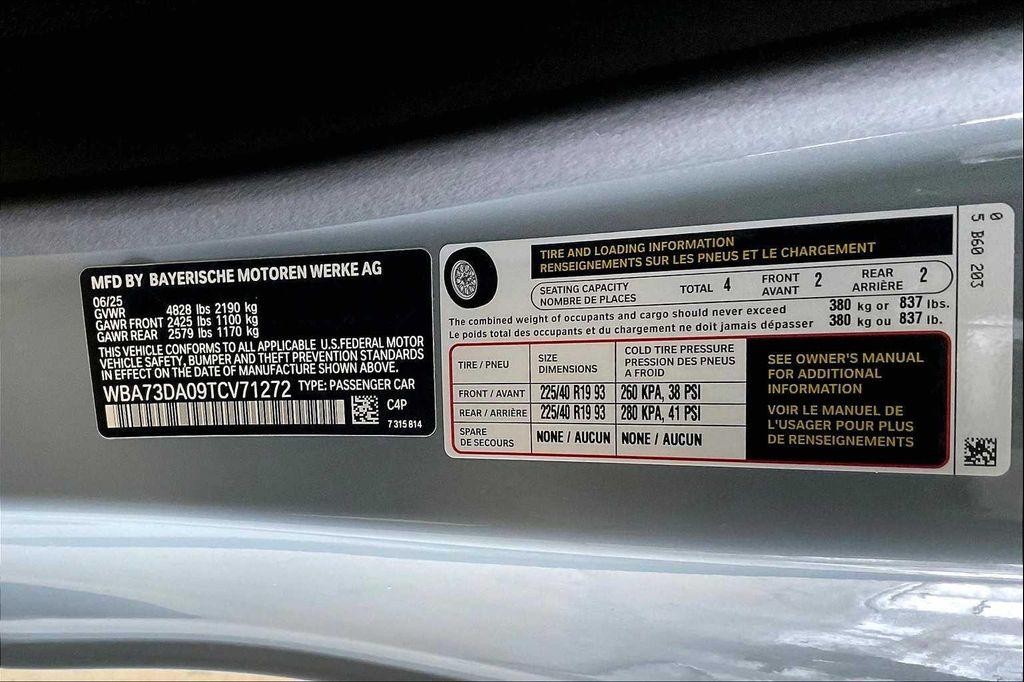 MFD BY BAYERISCHE MOTOREN WERKE AG
06/25
GVWR 4828 lbs 2190 kg
GAWR FRONT 2425 lbs 1100 kg
GAWR REAR 2579 lbs 1170 kg
THIS VEHICLE CONFORMS TO ALL APPLICABLE U.S.FEDERAL MOTOR
VEHICLE SAFETY, BUMPER AND THEFT PREVENTION STANDARDS
IN EFFECT ON THE DATE OF MANUFACTURE SHOWN ABOVE.
WBA73DA09TCV71272 TYPE: PASSENGER CAR
C4P
7 315 814
TIRE AND LOADING INFORMATION
RENSEIGNEMENTS SUR LES PNEUS ET LE CHARGEMENT
SEATING CAPACITY
NOMBRE DE PLACES
TOTAL 4
FRONT
AVANT
2
REAR
ARRIÈRE
2
The combined weight of occupants and cargo should never exceed 380 kg or 837 lbs.
Le poids total des occupants et du chargement ne doit jamais dépasser 380 kg ou 837 lb.
TIRE / PNEU
SIZE
DIMENSIONS
COLD TIRE PRESSURE
PRESSION DES PNEUS
A FROID
FRONT / AVANT 225/40 R19 93 260 KPA, 38 PSI
REAR / ARRIÈRE 225/40 R19 93 280 KPA, 41 PSI
SPARE
DE SECOURS
NONE / AUCUN NONE / AUCUN
SEE OWNER'S MANUAL
FOR ADDITIONAL
INFORMATION
VOIR LE MANUEL DE
L'USAGER POUR PLUS
DE RENSEIGNEMENTS
0
5 B60 203